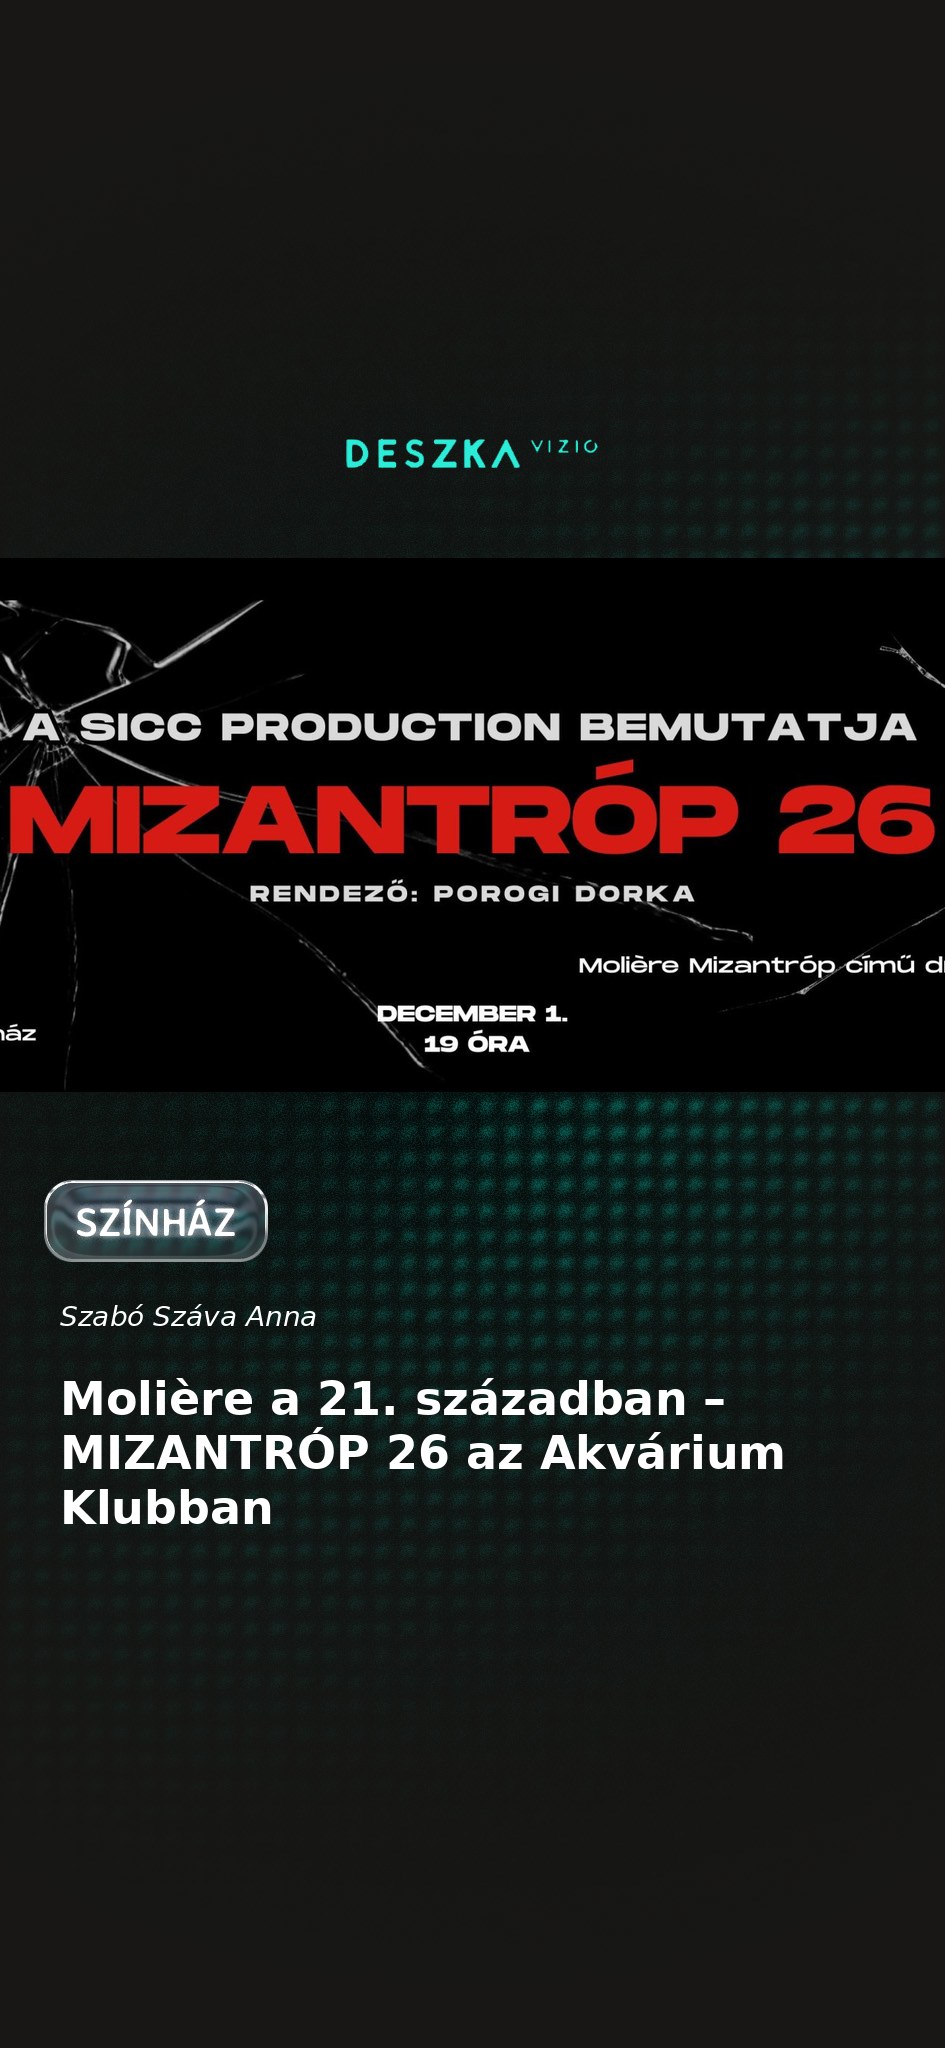 DESZKA VIZIO
A SICC PRODUCTION BEMUTATJA
MIZANTRÓP 26
RENDEZŐ: POROGI DORKA
Molière Mizantróp című
DECEMBER 1.
19 ÓRA
SZÍNHÁZ
Szabó Száva Anna
Molière a 21. században –
MIZANTRÓP 26 az Akvárium
Klubban